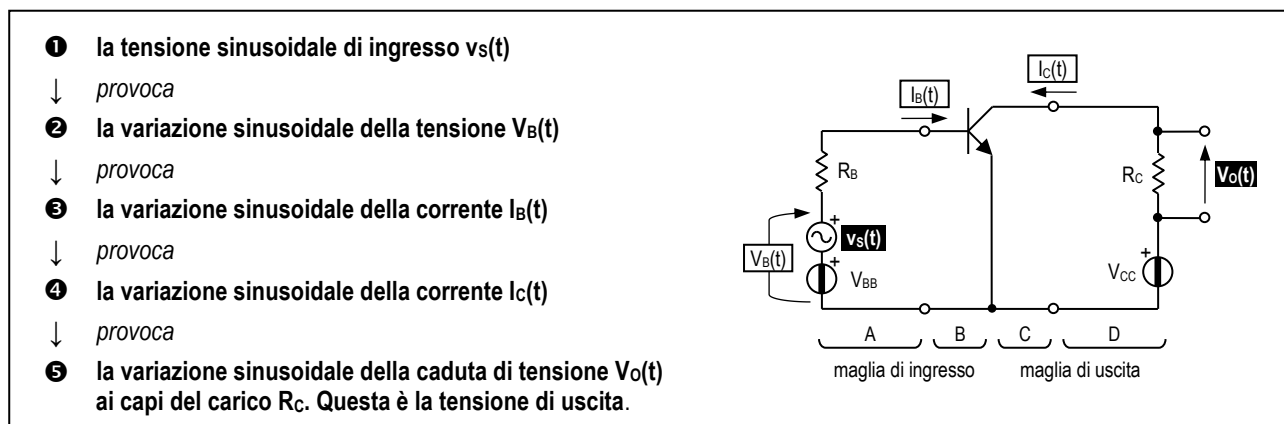 ❶ la tensione sinusoidale di ingresso vS(t)
↓ provoca
❷ la variazione sinusoidale della tensione VB(t)
↓ provoca
❸ la variazione sinusoidale della corrente IB(t)
↓ provoca
❹ la variazione sinusoidale della corrente IC(t)
↓ provoca
❺ la variazione sinusoidale della caduta di tensione VO(t)
ai capi del carico RC. Questa è la tensione di uscita.
IC(t)
IB(t)
RB
RC
VO(t)
+
vS(t)
VB(t)
+
VBB
+
VCC
A
B
C
D
maglia di ingresso
maglia di uscita